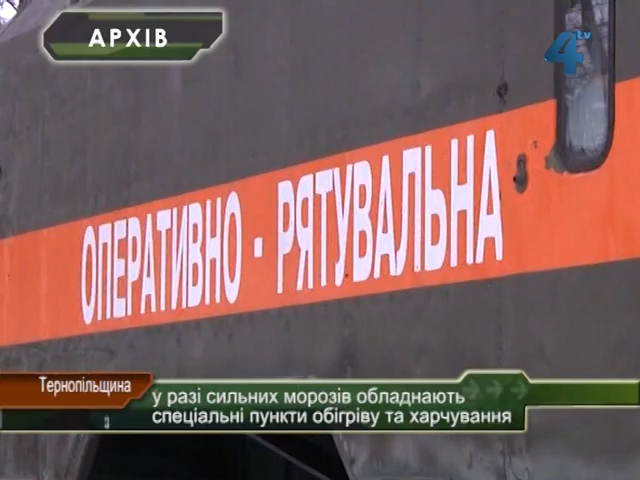 АРХІВ
4 tv
ОПЕРАТИВНО - РЯТУВАЛЬНА
Тернопільщина
у разі сильних морозів обладнають
спеціальні пункти обігріву та харчування